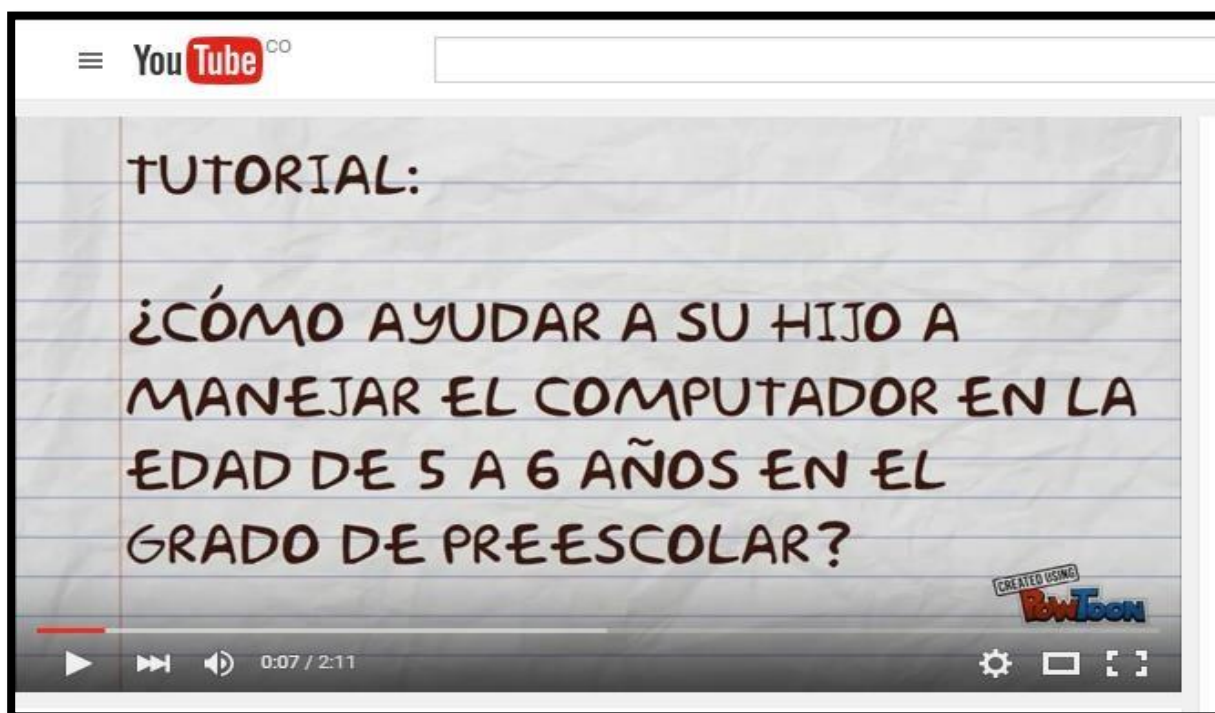 YouTube CO
TUTORIAL:
¿CÓMO AYUDAR A SU HIJO A
MANEJAR EL COMPUTADOR EN LA
EDAD DE 5 A 6 AÑOS EN EL
GRADO DE PREESCOLAR?
CREATED USING
POWTOON
0:07 / 2:11